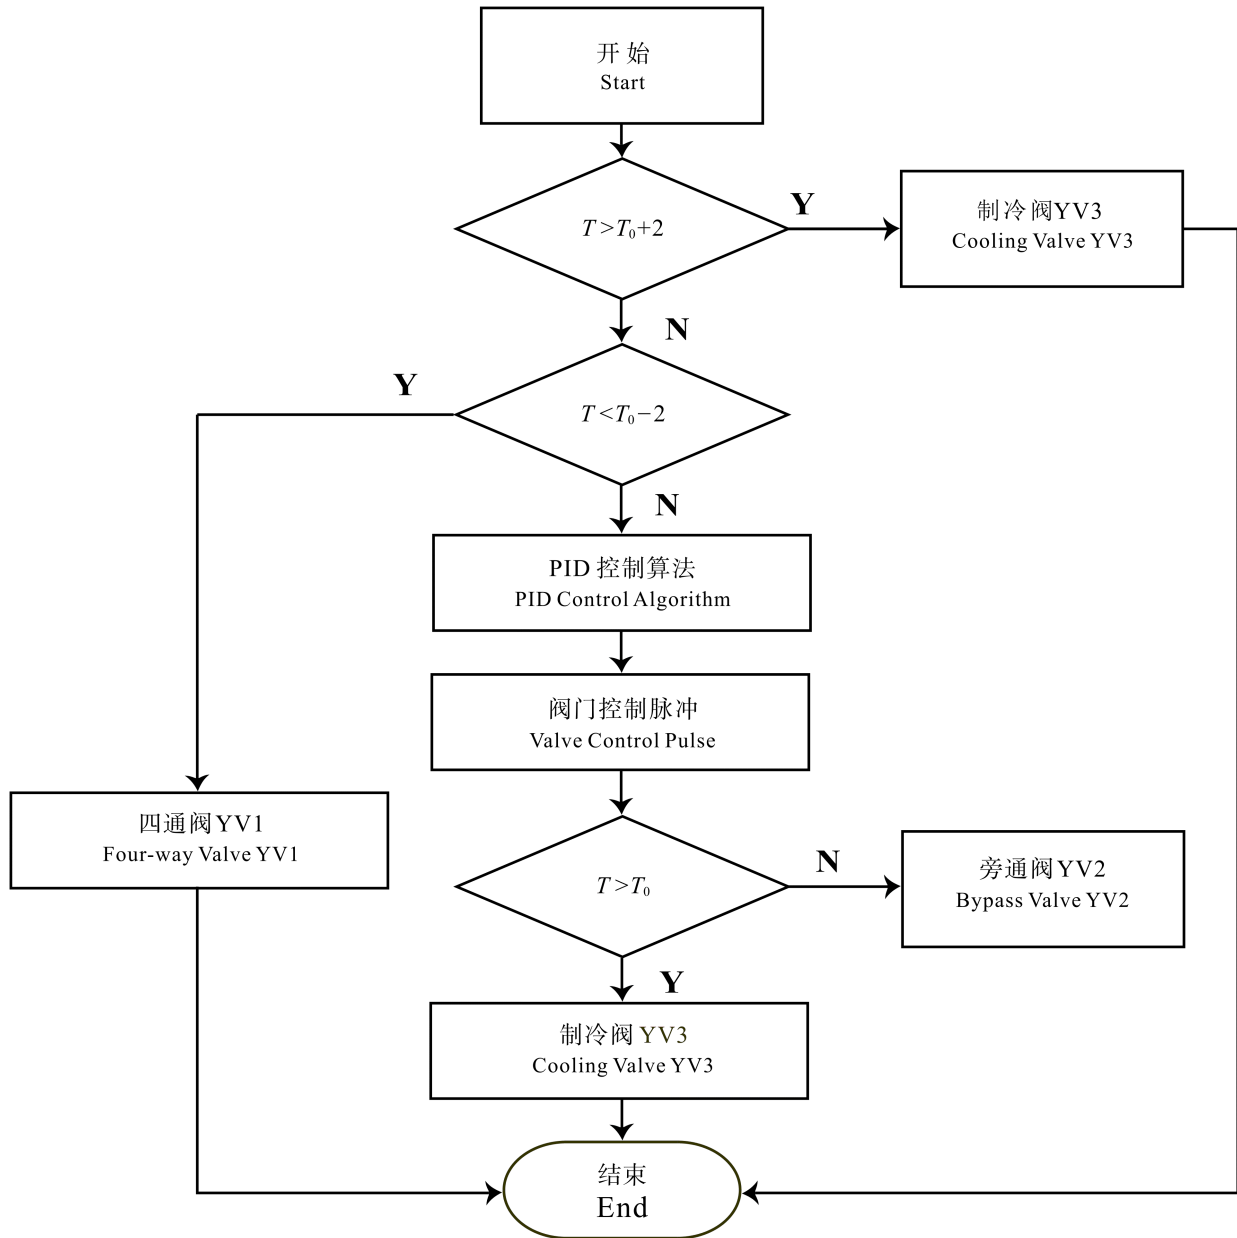 开始
Start
T>T₀+2
Y
制冷阀YV3
Cooling Valve YV3
N
T<T₀−2
Y
N
PID 控制算法
PID Control Algorithm
阀门控制脉冲
Valve Control Pulse
四通阀YV1
Four-way Valve YV1
T>T₀
N
旁通阀YV2
Bypass Valve YV2
Y
制冷阀 YV3
Cooling Valve YV3
结束
End